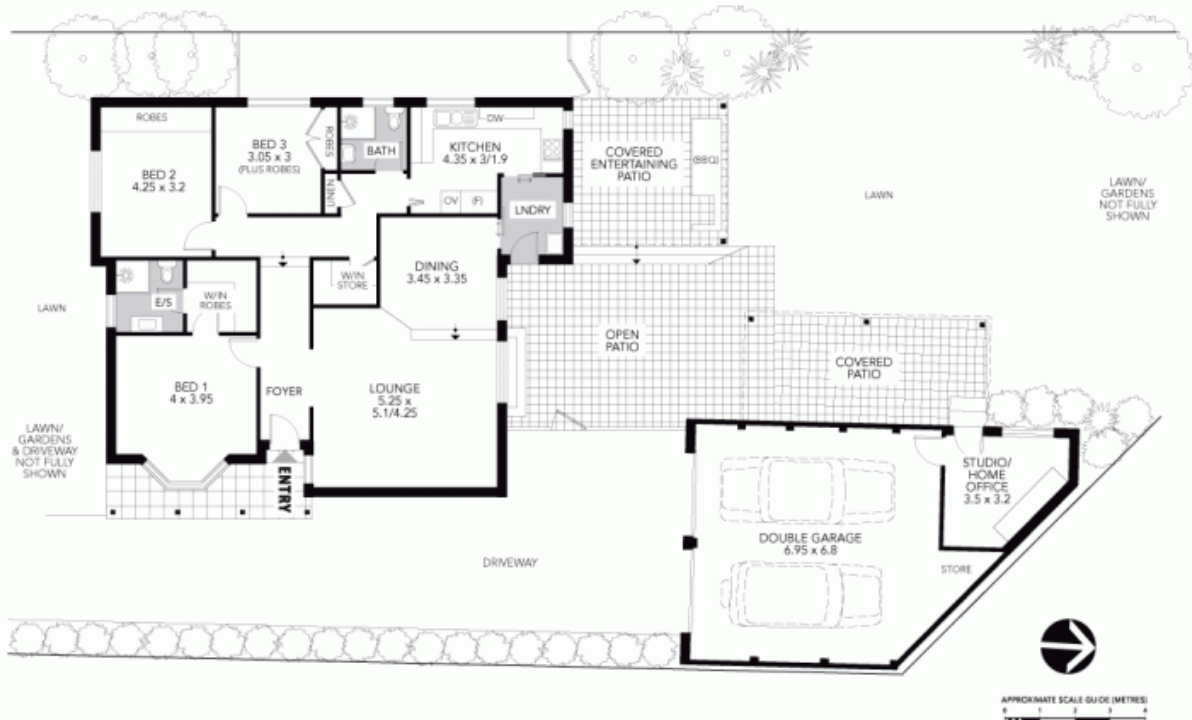 ROBES
BED 2
4.25 x 3.2
BED 3
3.05 x 3
(PLUS ROBES)
ROBES
LINEN
BATH
DW
KITCHEN
4.35 x 3/1.9
OV
(F)
LNDRY
COVERED
ENTERTAINING
PATIO
(BBQ)
LAWN
LAWN/
GARDENS
NOT FULLY
SHOWN
LAWN
E/S
W/IN
ROBES
W/IN
STORE
DINING
3.45 x 3.35
OPEN
PATIO
COVERED
PATIO
BED 1
4 x 3.95
FOYER
LOUNGE
5.25 x
5.1/4.25
LAWN/
GARDENS
& DRIVEWAY
NOT FULLY
SHOWN
ENTRY
STUDIO/
HOME
OFFICE
3.5 x 3.2
DOUBLE GARAGE
6.95 x 6.8
STORE
DRIVEWAY
APPROXIMATE SCALE GUIDE (METRES)
0 1 2 3 4